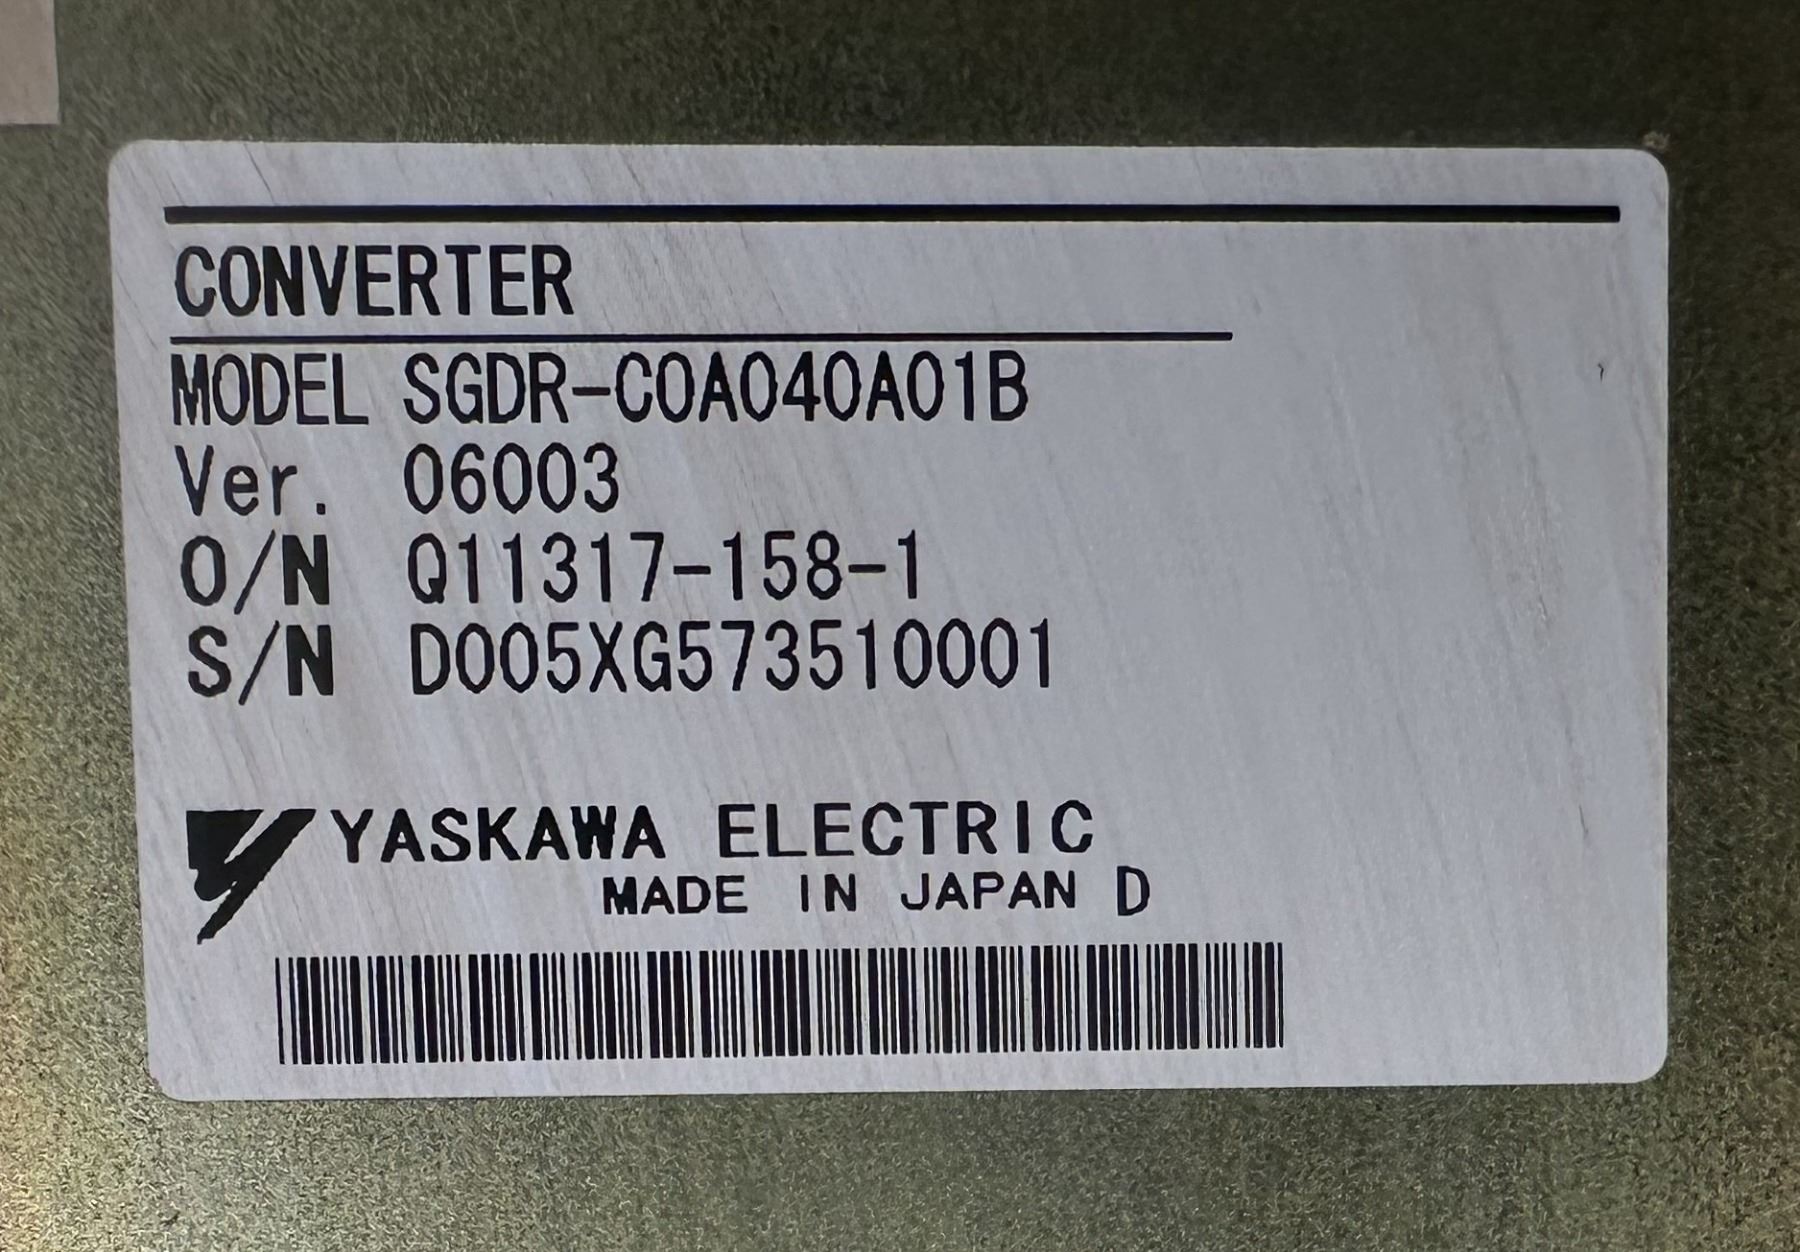 CONVERTER
MODEL SGDR-COA040A01B
Ver. 06003
O/N Q11317-158-1
S/N D005XG573510001
YASKAWA ELECTRIC
MADE IN JAPAN D